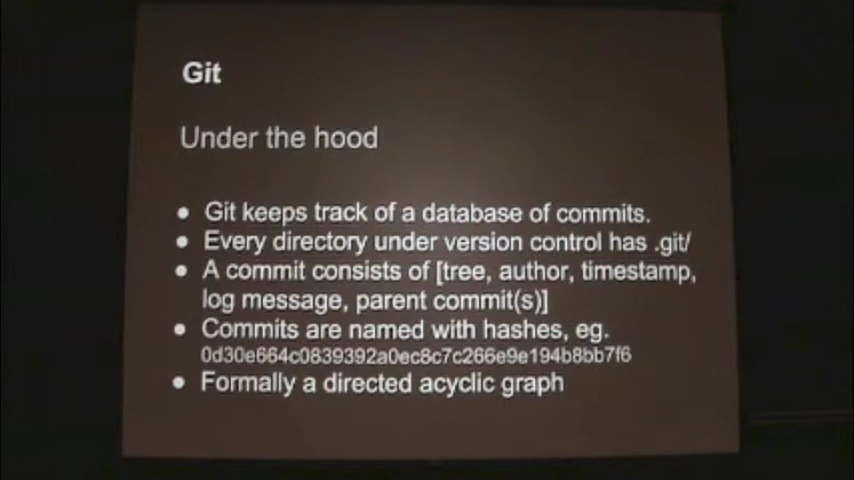 Git
Under the hood
● Git keeps track of a database of commits.
● Every directory under version control has .git/
● A commit consists of [tree, author, timestamp,
log message, parent commit(s)]
● Commits are named with hashes, eg.
0d30e664c0839392a0ec8c7c266e9e194b8bb7f6
● Formally a directed acyclic graph